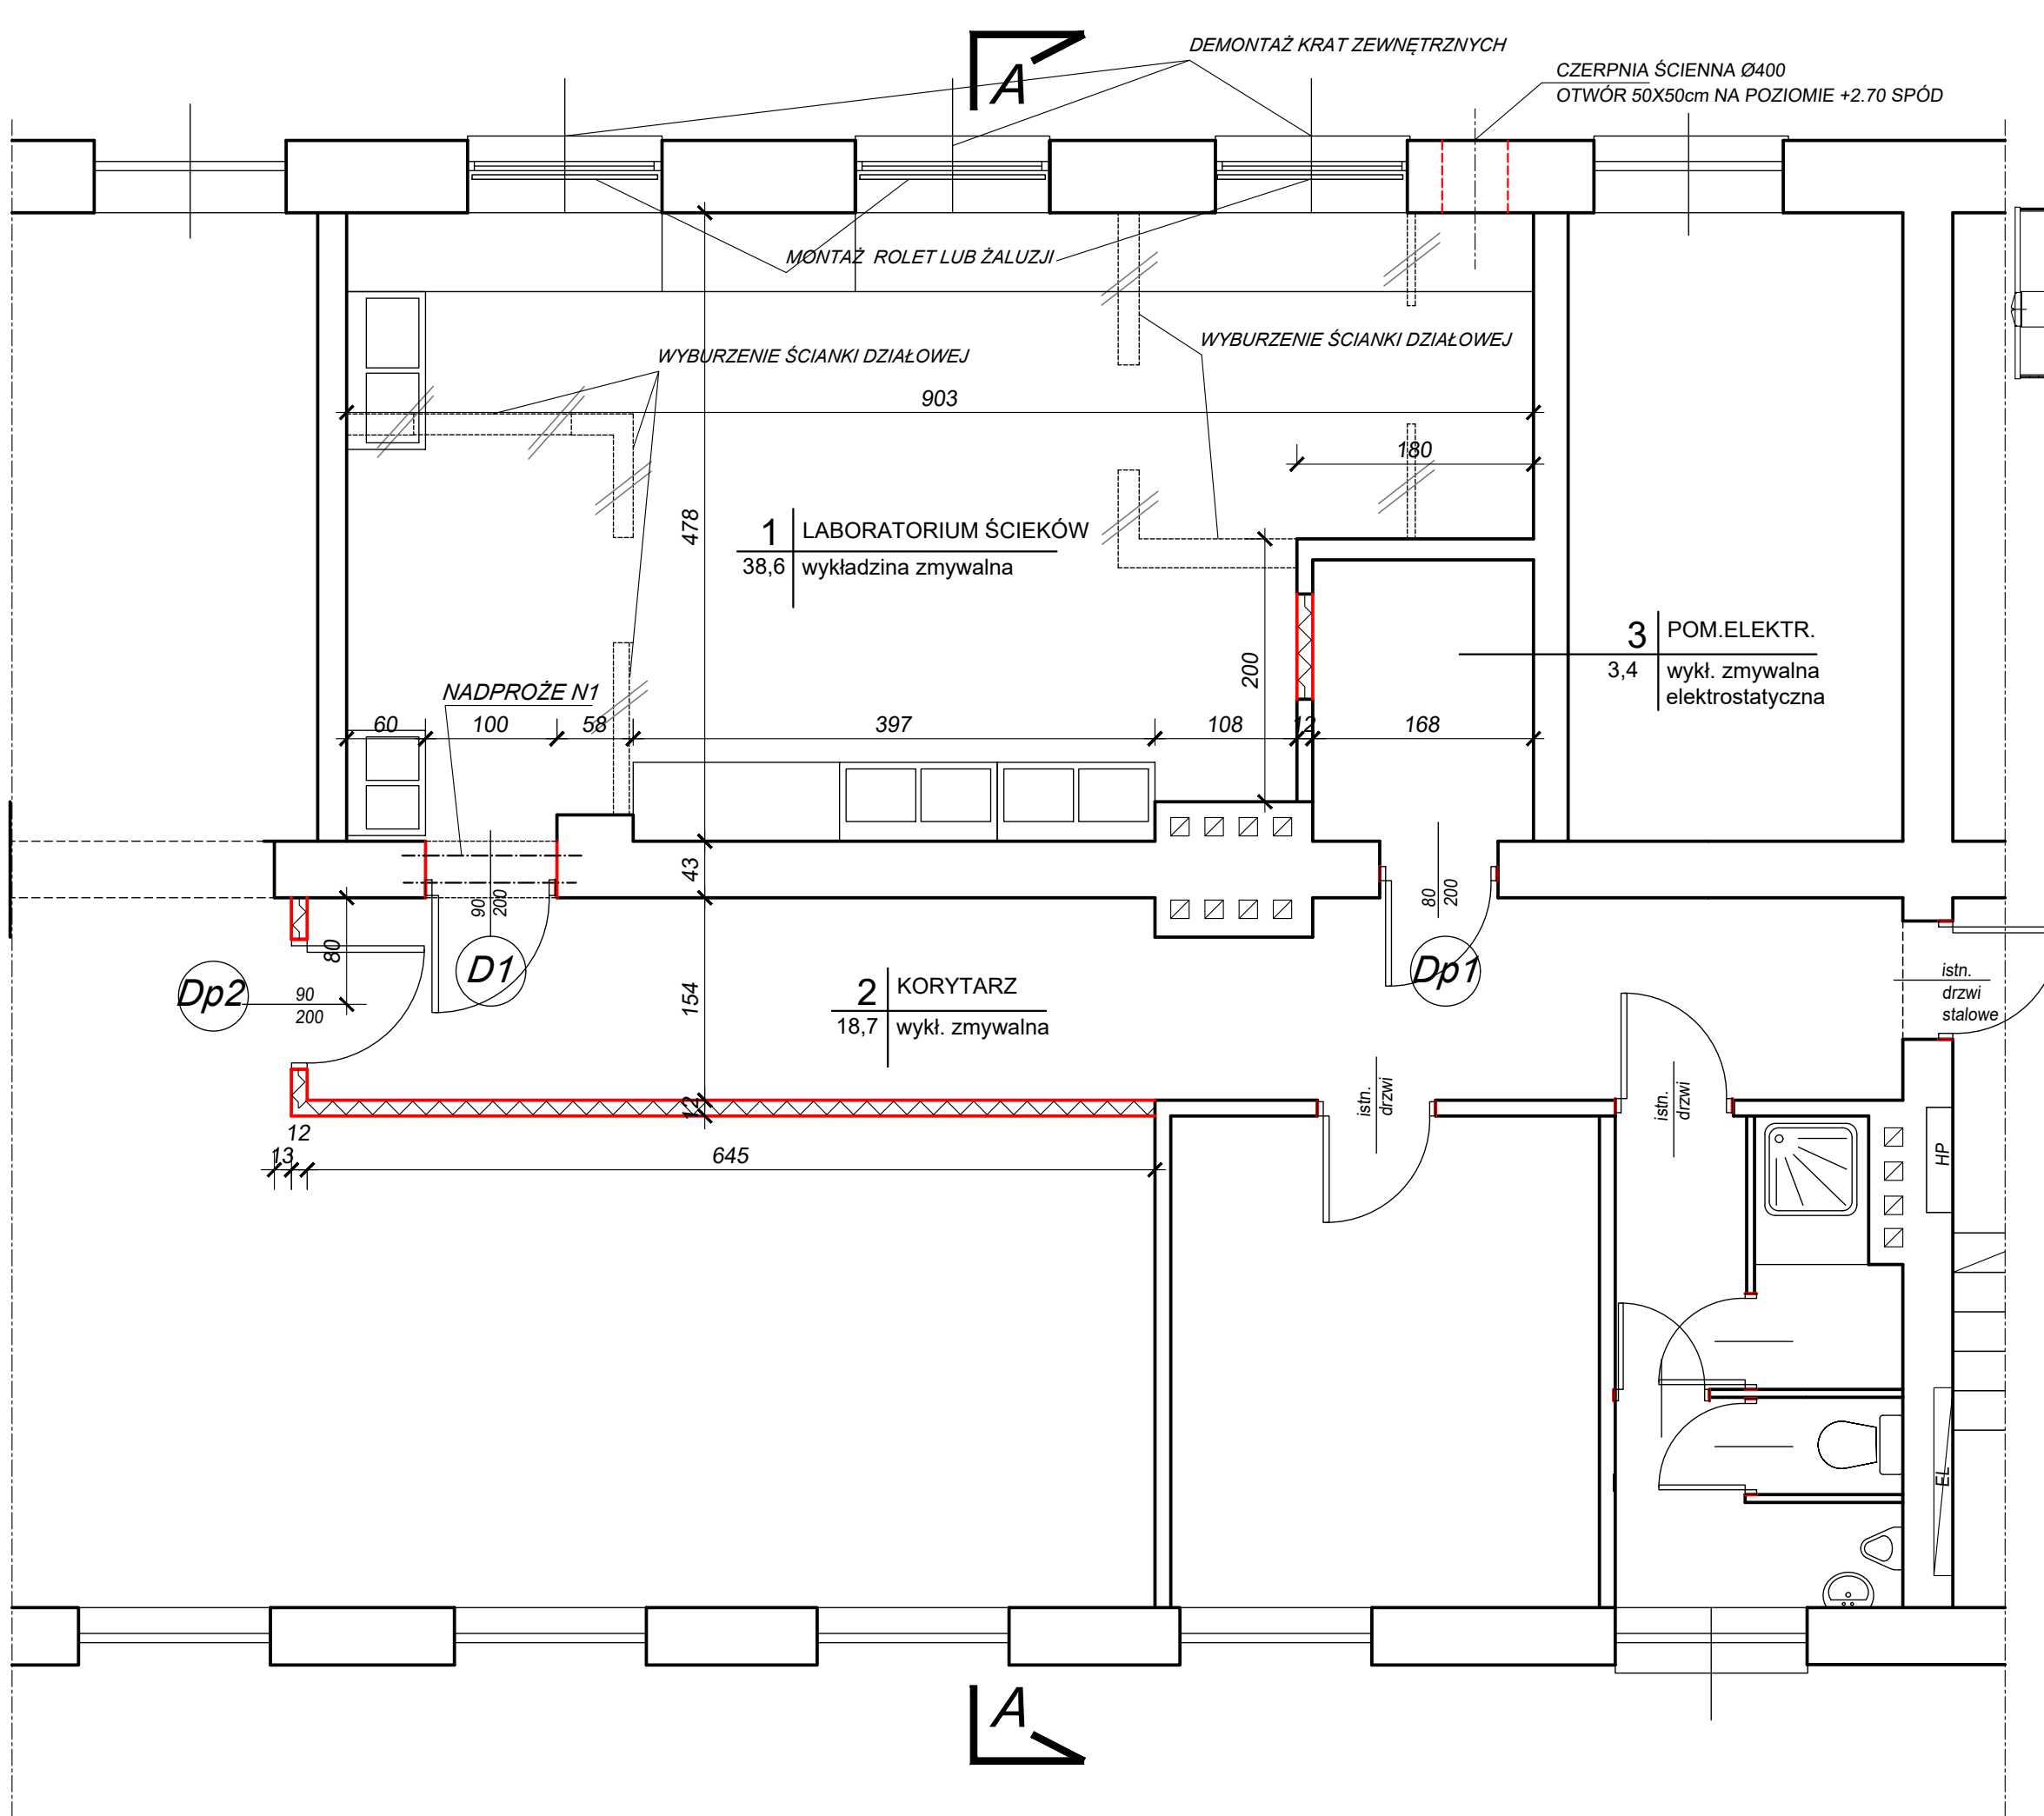 A
DEMONTAŻ KRAT ZEWNĘTRZNYCH
CZERPNIA ŚCIENNA Ø400
OTWÓR 50X50cm NA POZIOMIE +2.70 SPÓD
MONTAŻ ROLET LUB ŻALUZJI
WYBURZENIE ŚCIANKI DZIAŁOWEJ
WYBURZENIE ŚCIANKI DZIAŁOWEJ
903
180
478
1 LABORATORIUM ŚCIEKÓW
38,6 wykładzina zmywalna
200
3 POM.ELEKTR.
3,4 wykł. zmywalna
elektrostatyczna
NADPROŻE N1
60 100 58 397 108 12 168
43
90
200
80
200
80
D1
Dp1
Dp2
90
200
154
2 KORYTARZ
18,7 wykł. zmywalna
istn.
drzwi
stalowe
istn.
drzwi
istn.
drzwi
12
12
13
645
HP
EL
A